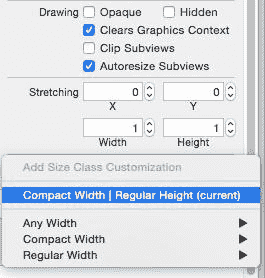 Drawing Opaque Hidden
Clears Graphics Context
Clip Subviews
Autoresize Subviews
Stretching 0 0
X Y
1 1
Width Height
Add Size Class Customization
Compact Width | Regular Height (current)
Any Width
Compact Width
Regular Width